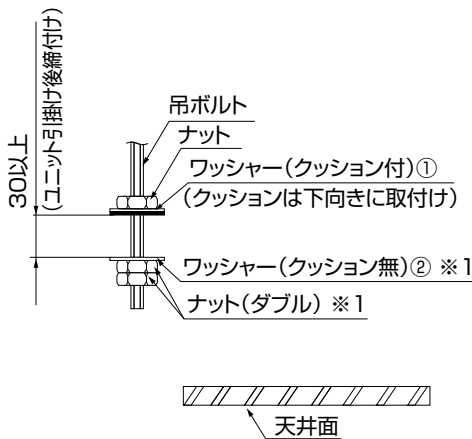 30以上
(ユニット引掛け後締付け)
吊ボルト
ナット
ワッシャー(クッション付)①
(クッションは下向きに取付け)
ワッシャー(クッション無)② ※1
ナット(ダブル) ※1
天井面